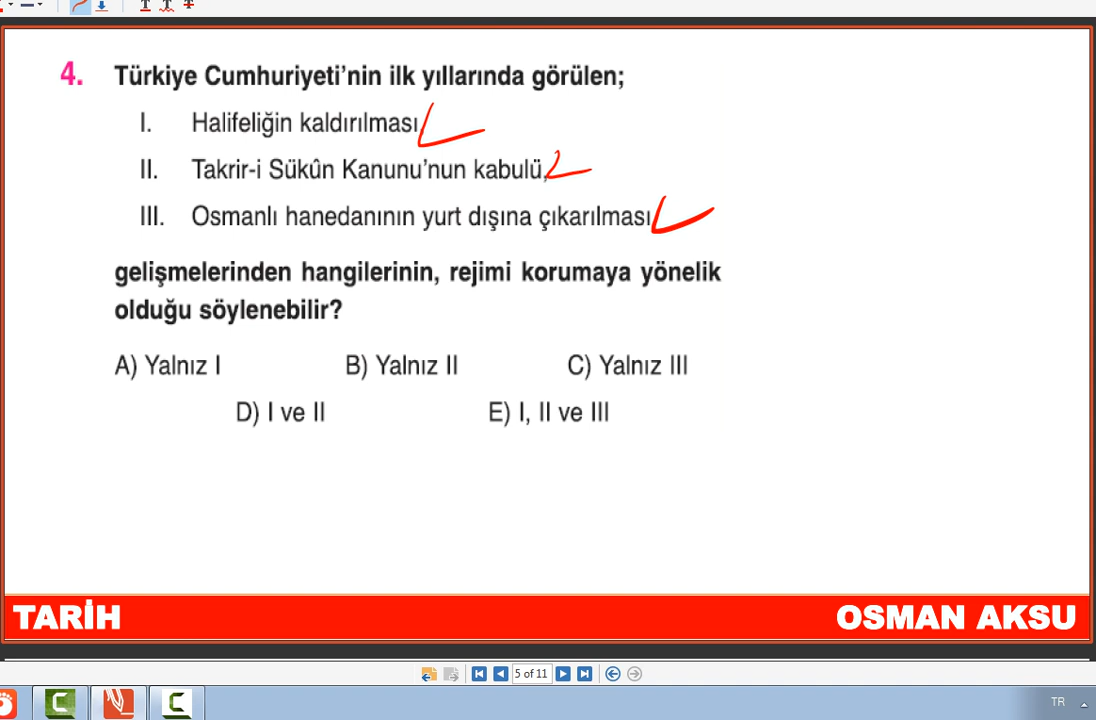 4. Türkiye Cumhuriyeti’nin ilk yıllarında görülen;
I. Halifeliğin kaldırılması,
II. Takrir-i Sükûn Kanunu’nun kabulü,
III. Osmanlı hanedanının yurt dışına çıkarılması
gelişmelerinden hangilerinin, rejimi korumaya yönelik
olduğu söylenebilir?
A) Yalnız I B) Yalnız II C) Yalnız III
D) I ve II E) I, II ve III
TARİH OSMAN AKSU
5 of 11
TR